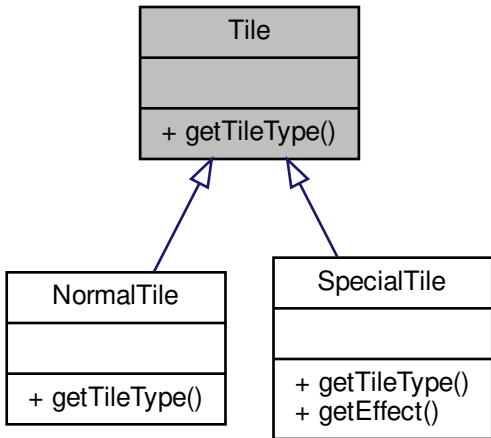 Tile
+ getTileType()
NormalTile
+ getTileType()
SpecialTile
+ getTileType()
+ getEffect()